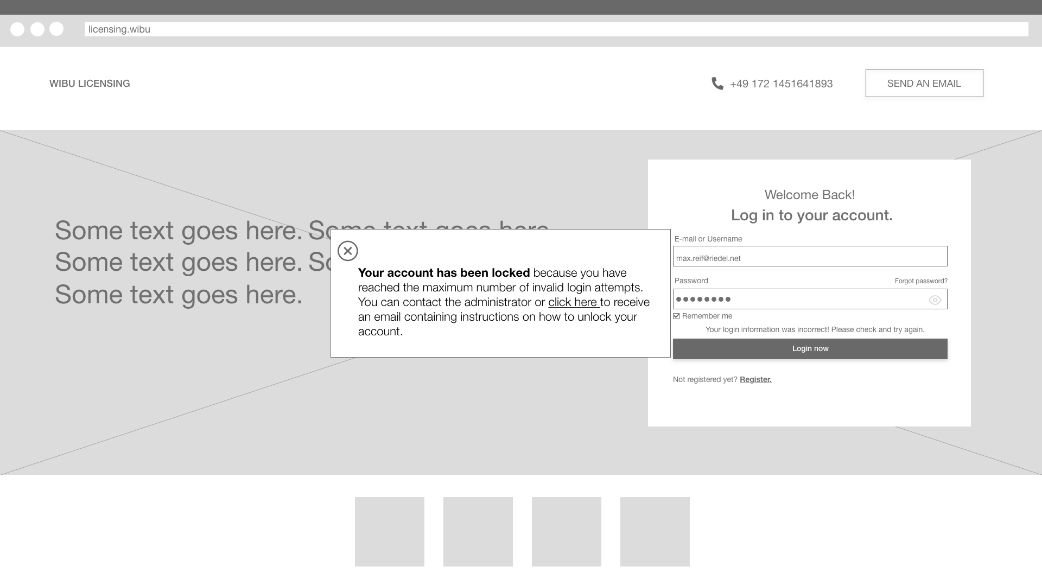 licensing.wibu
WIBU LICENSING
+49 172 1451641893
SEND AN EMAIL
Some text goes here. Some text goes here.
Some text goes here. So
Some text goes here.
Your account has been locked because you have
reached the maximum number of invalid login attempts.
You can contact the administrator or click here to receive
an email containing instructions on how to unlock your
account.
Welcome Back!
Log in to your account.
E-mail or Username
max.reif@riedel.net
Password
Forgot password?
Remember me
Your login information was incorrect! Please check and try again.
Login now
Not registered yet? Register.